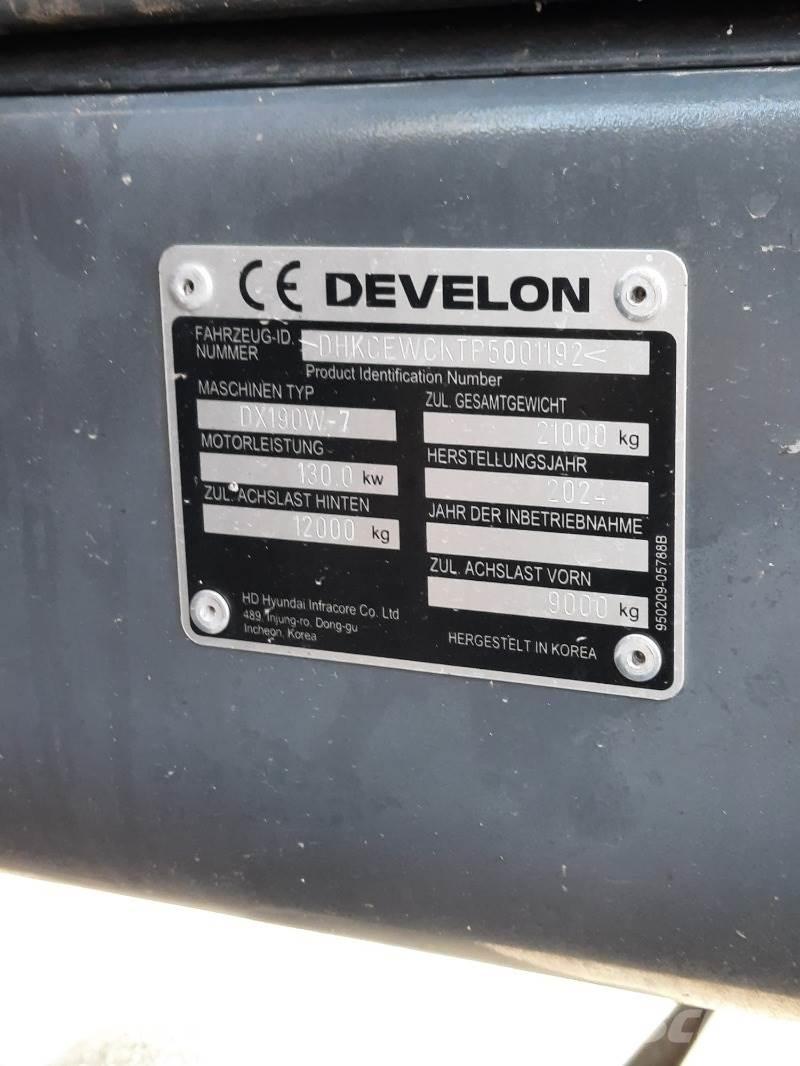 CE DEVELON
FAHRZEUG-ID.
NUMMER
>DHKCEWCKTP5001192<
Product Identification Number
MASCHINEN TYP
DX190W-7
MOTORLEISTUNG
130.0 kw
ZUL. ACHSLAST HINTEN
12000 kg
ZUL. GESAMTGEWICHT
21000 kg
HERSTELLUNGSJAHR
2024
JAHR DER INBETRIEBNAHME
ZUL. ACHSLAST VORN
9000 kg
HD Hyundai Infracore Co. Ltd
489, Injung-ro, Dong-gu
Incheon, Korea
HERGESTELT IN KOREA
950209-05788B